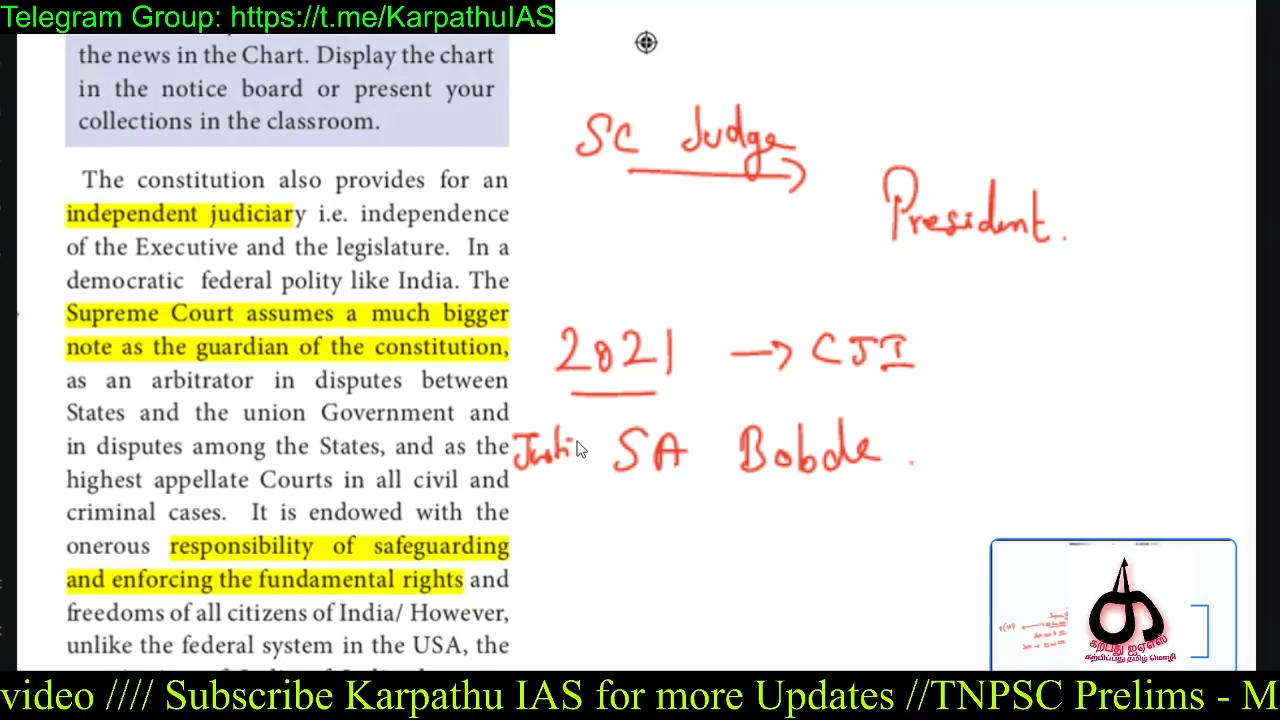 Telegram Group: https://t.me/KarpathuIAS
the news in the Chart. Display the chart
in the notice board or present your
collections in the classroom.
The constitution also provides for an
independent judiciary i.e. independence
of the Executive and the legislature. In a
democratic federal polity like India. The
Supreme Court assumes a much bigger
note as the guardian of the constitution,
as an arbitrator in disputes between
States and the union Government and
in disputes among the States, and as the
highest appellate Courts in all civil and
criminal cases. It is endowed with the
onerous responsibility of safeguarding
and enforcing the fundamental rights and
freedoms of all citizens of India/ However,
unlike the federal system in the USA, the
SC Judge
President.
2021 → CJI
Justi SA Bobde.
கற்பது ஐஏஎஸ்
கற்பிப்பது தமிழ் மொழி
video //// Subscribe Karpathu IAS for more Updates //TNPSC Prelims - M